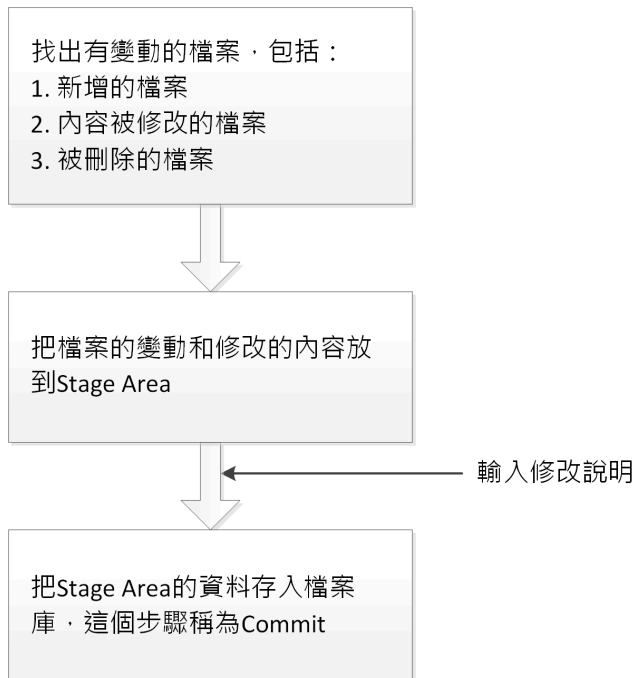 找出有變動的檔案，包括：
1. 新增的檔案
2. 內容被修改的檔案
3. 被刪除的檔案
把檔案的變動和修改的內容放
到Stage Area
輸入修改說明
把Stage Area的資料存入檔案
庫，這個步驟稱為Commit